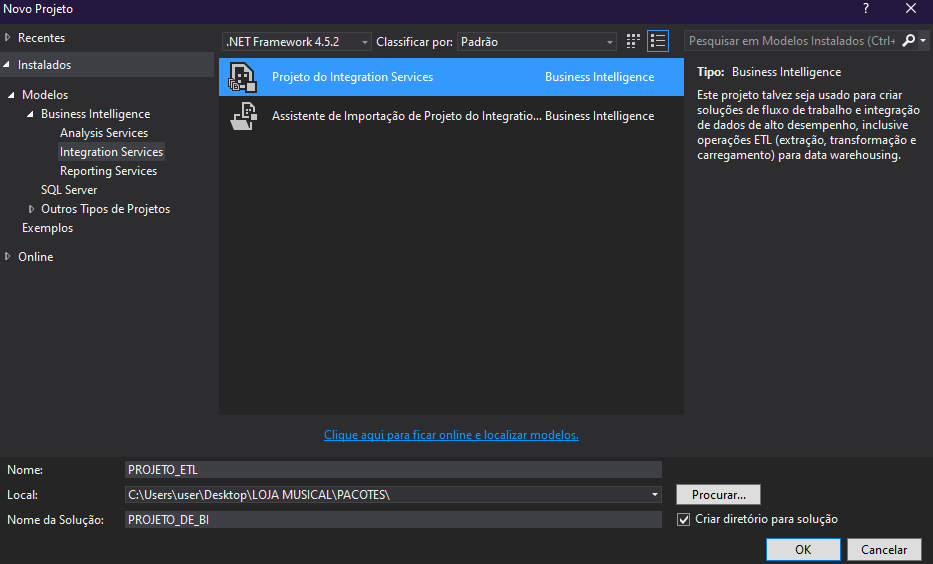 Novo Projeto
?
Recentes
.NET Framework 4.5.2
Classificar por:
Padrão
Pesquisar em Modelos Instalados (Ctrl+
Instalados
Projeto do Integration Services
Business Intelligence
Tipo: Business Intelligence
Modelos
Este projeto talvez seja usado para criar
soluções de fluxo de trabalho e integração
de dados de alto desempenho, inclusive
operações ETL (extração, transformação e
carregamento) para data warehousing.
Business Intelligence
Assistente de Importação de Projeto do Integratio...
Business Intelligence
Analysis Services
Integration Services
Reporting Services
SQL Server
Outros Tipos de Projetos
Exemplos
Online
Clique aqui para ficar online e localizar modelos.
Nome:
PROJETO_ETL
Local:
C:\Users\user\Desktop\LOJA MUSICAL\PACOTES\
Procurar...
Nome da Solução:
PROJETO_DE_BI
Criar diretório para solução
OK
Cancelar